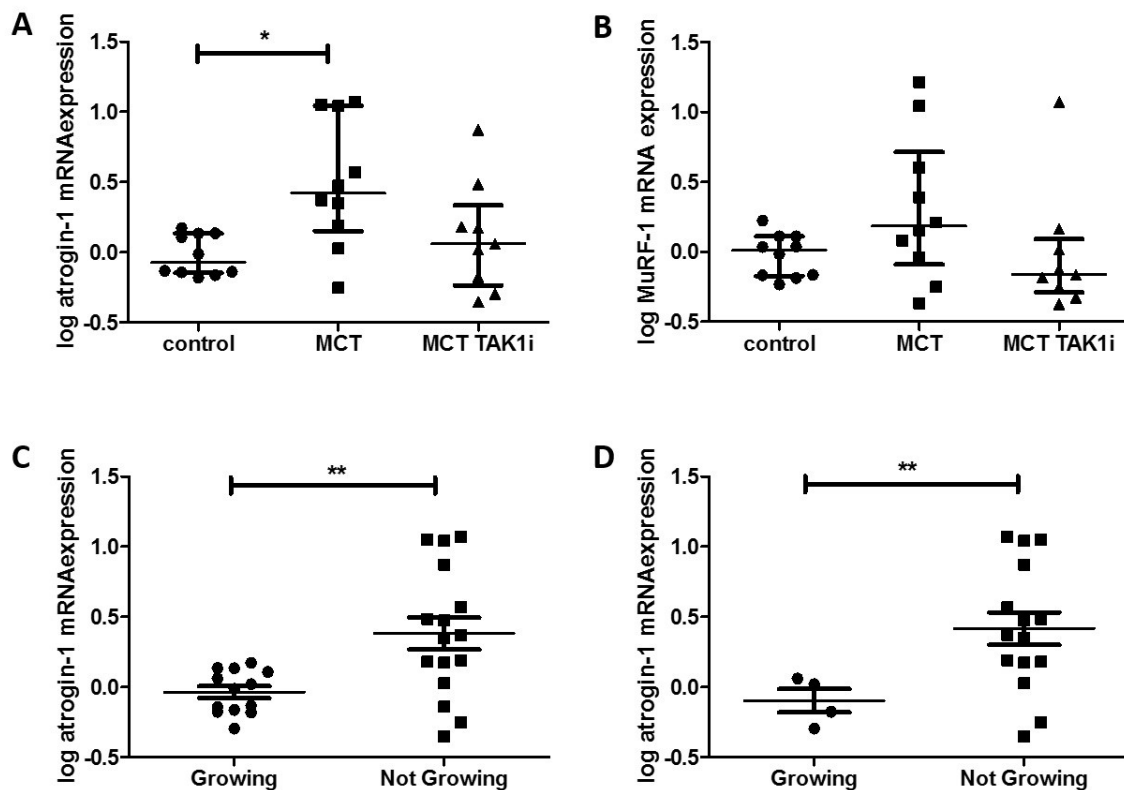 A
log atrogin-1 mRNAexpression
1.5
1.0
0.5
0.0
-0.5
*
control
MCT
MCT TAK1i
B
log MuRF-1 mRNA expression
1.5
1.0
0.5
0.0
-0.5
control
MCT
MCT TAK1i
C
log atrogin-1 mRNAexpression
1.5
1.0
0.5
0.0
-0.5
**
Growing
Not Growing
D
log atrogin-1 mRNAexpression
1.5
1.0
0.5
0.0
-0.5
**
Growing
Not Growing